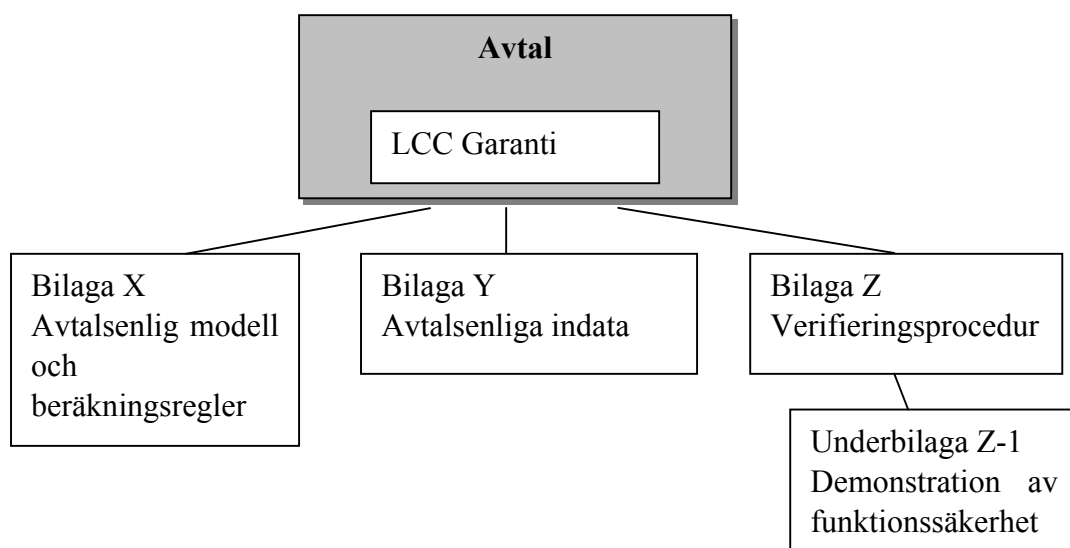 Avtal
LCC Garanti
Bilaga X
Avtalsenlig modell
och
beräkningsregler
Bilaga Y
Avtalsenliga indata
Bilaga Z
Verifieringsprocedur
Underbilaga Z-1
Demonstration av
funktionssäkerhet